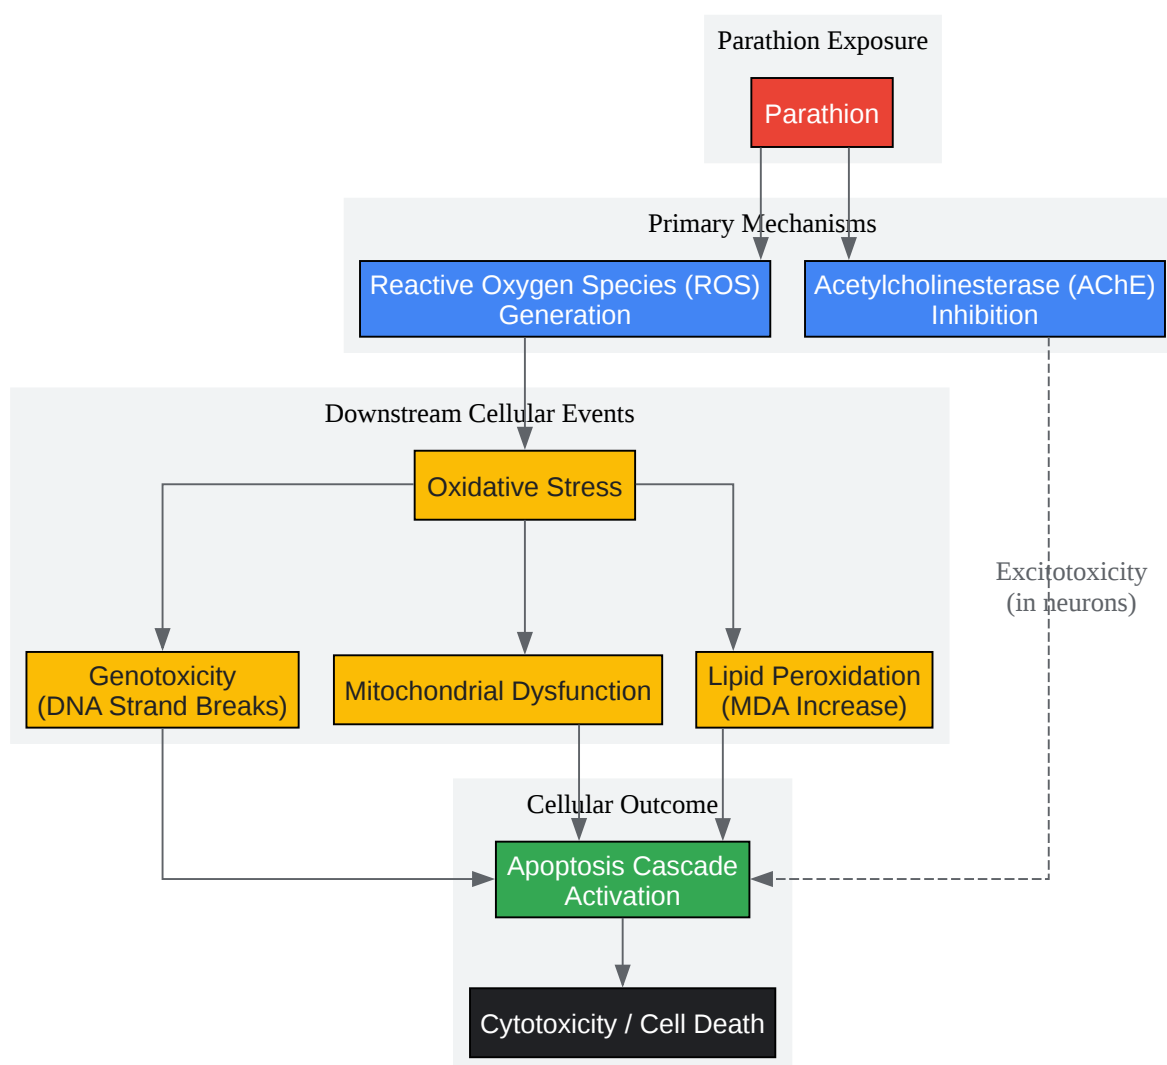 Parathion Exposure
Parathion
Primary Mechanisms
Reactive Oxygen Species (ROS)
Generation
Acetylcholinesterase (AChE)
Inhibition
Downstream Cellular Events
Oxidative Stress
Excitotoxicity
(in neurons)
Genotoxicity
(DNA Strand Breaks)
Mitochondrial Dysfunction
Lipid Peroxidation
(MDA Increase)
Cellular Outcome
Apoptosis Cascade
Activation
Cytotoxicity / Cell Death